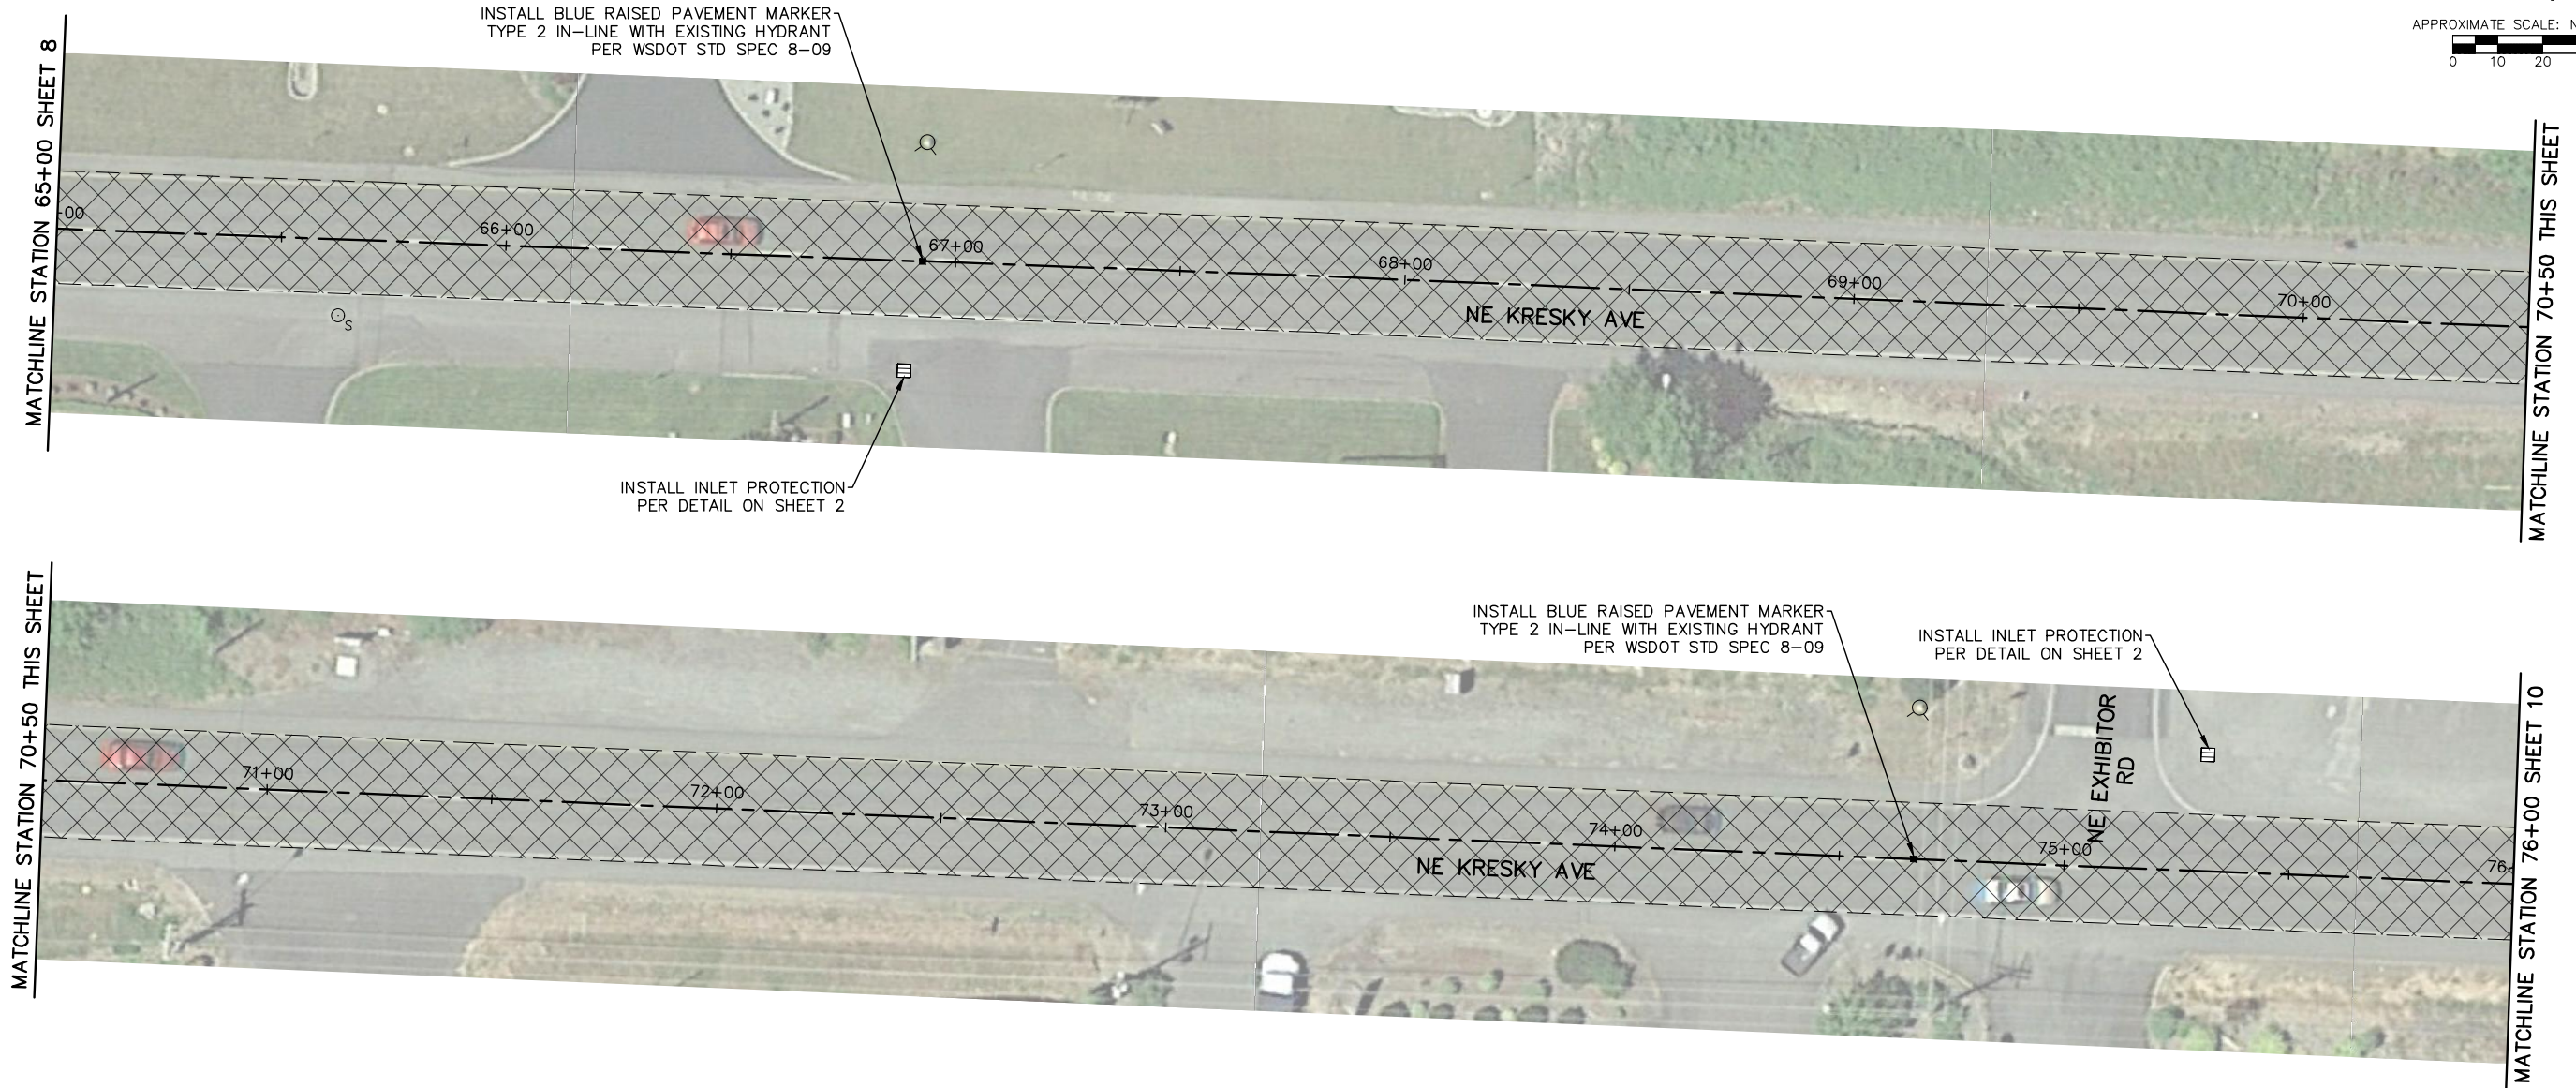 INSTALL BLUE RAISED PAVEMENT MARKER
TYPE 2 IN-LINE WITH EXISTING HYDRANT
PER WSDOT STD SPEC 8-09
APPROXIMATE SCALE: N
0 10 20
MATCHLINE STATION 65+00 SHEET 8
-00
66+00
67+00
68+00
69+00
70+00
NE KRESKY AVE
S
MATCHLINE STATION 70+50 THIS SHEET
INSTALL INLET PROTECTION
PER DETAIL ON SHEET 2
MATCHLINE STATION 70+50 THIS SHEET
INSTALL BLUE RAISED PAVEMENT MARKER
TYPE 2 IN-LINE WITH EXISTING HYDRANT
PER WSDOT STD SPEC 8-09
INSTALL INLET PROTECTION
PER DETAIL ON SHEET 2
NE EXHIBITOR
RD
71+00
72+00
73+00
74+00
75+00
76
NE KRESKY AVE
MATCHLINE STATION 76+00 SHEET 10